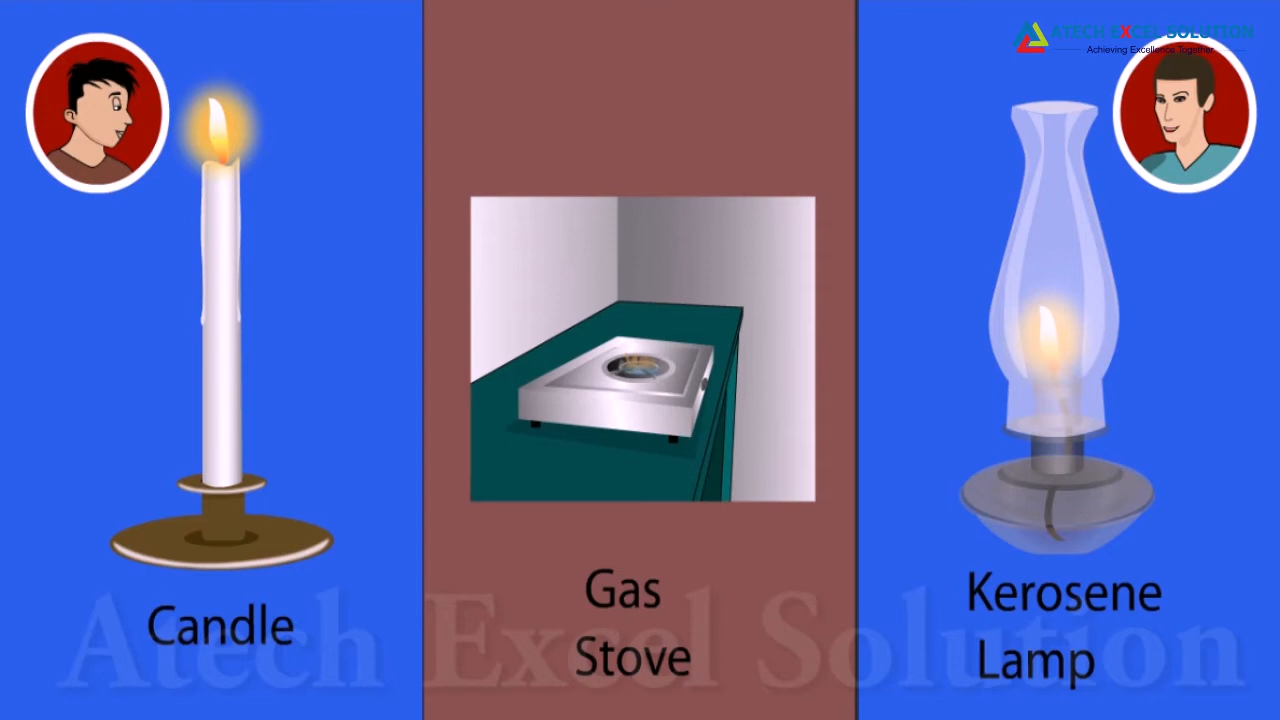 ATECH EXCEL SOLUTION
Achieving Excellence Together
Candle
Gas
Stove
Kerosene
Lamp
Atech Excel Solution